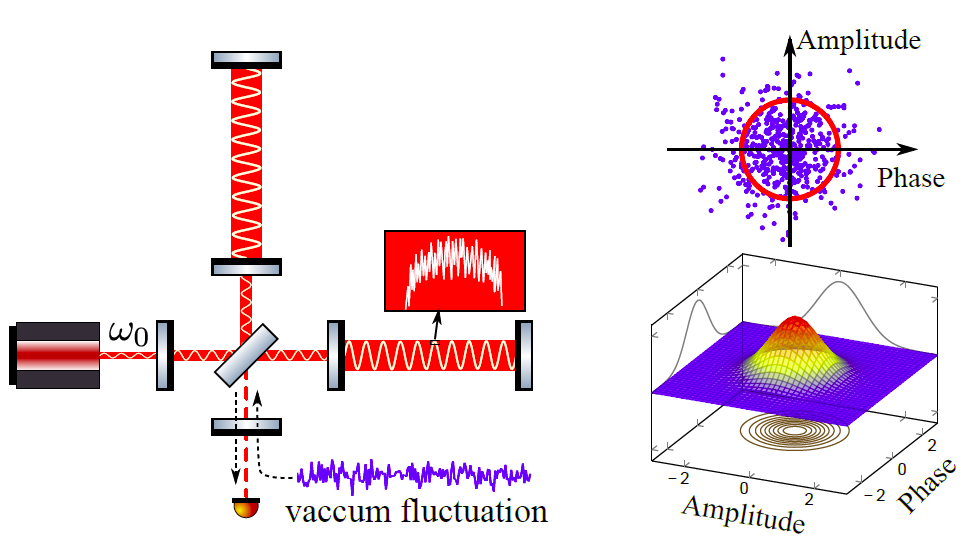 Amplitude
Phase
ω0
vaccum fluctuation
−2
0
2
Amplitude
−2
0
2
Phase